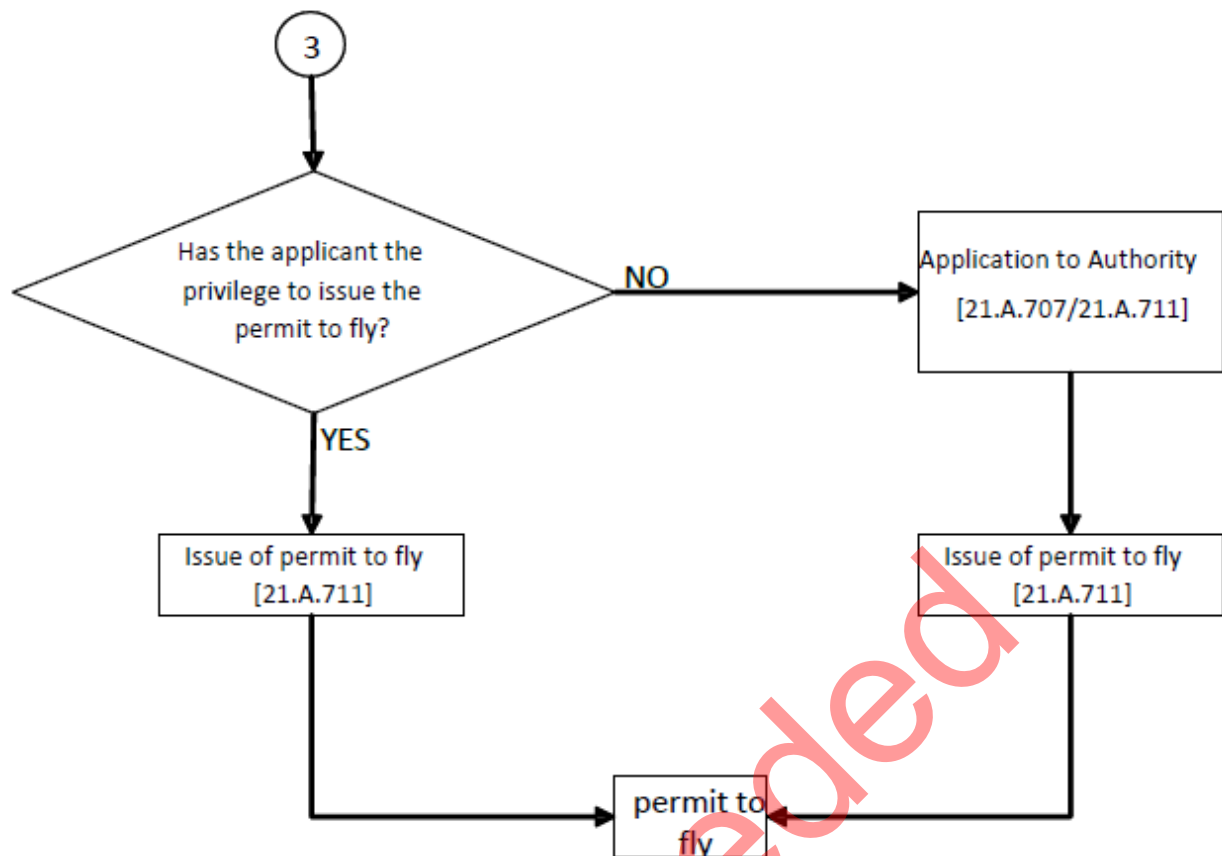 3
Has the applicant the
privilege to issue the
permit to fly?
NO
Application to Authority
[21.A.707/21.A.711]
YES
Issue of permit to fly
[21.A.711]
Issue of permit to fly
[21.A.711]
permit to
fly
eded